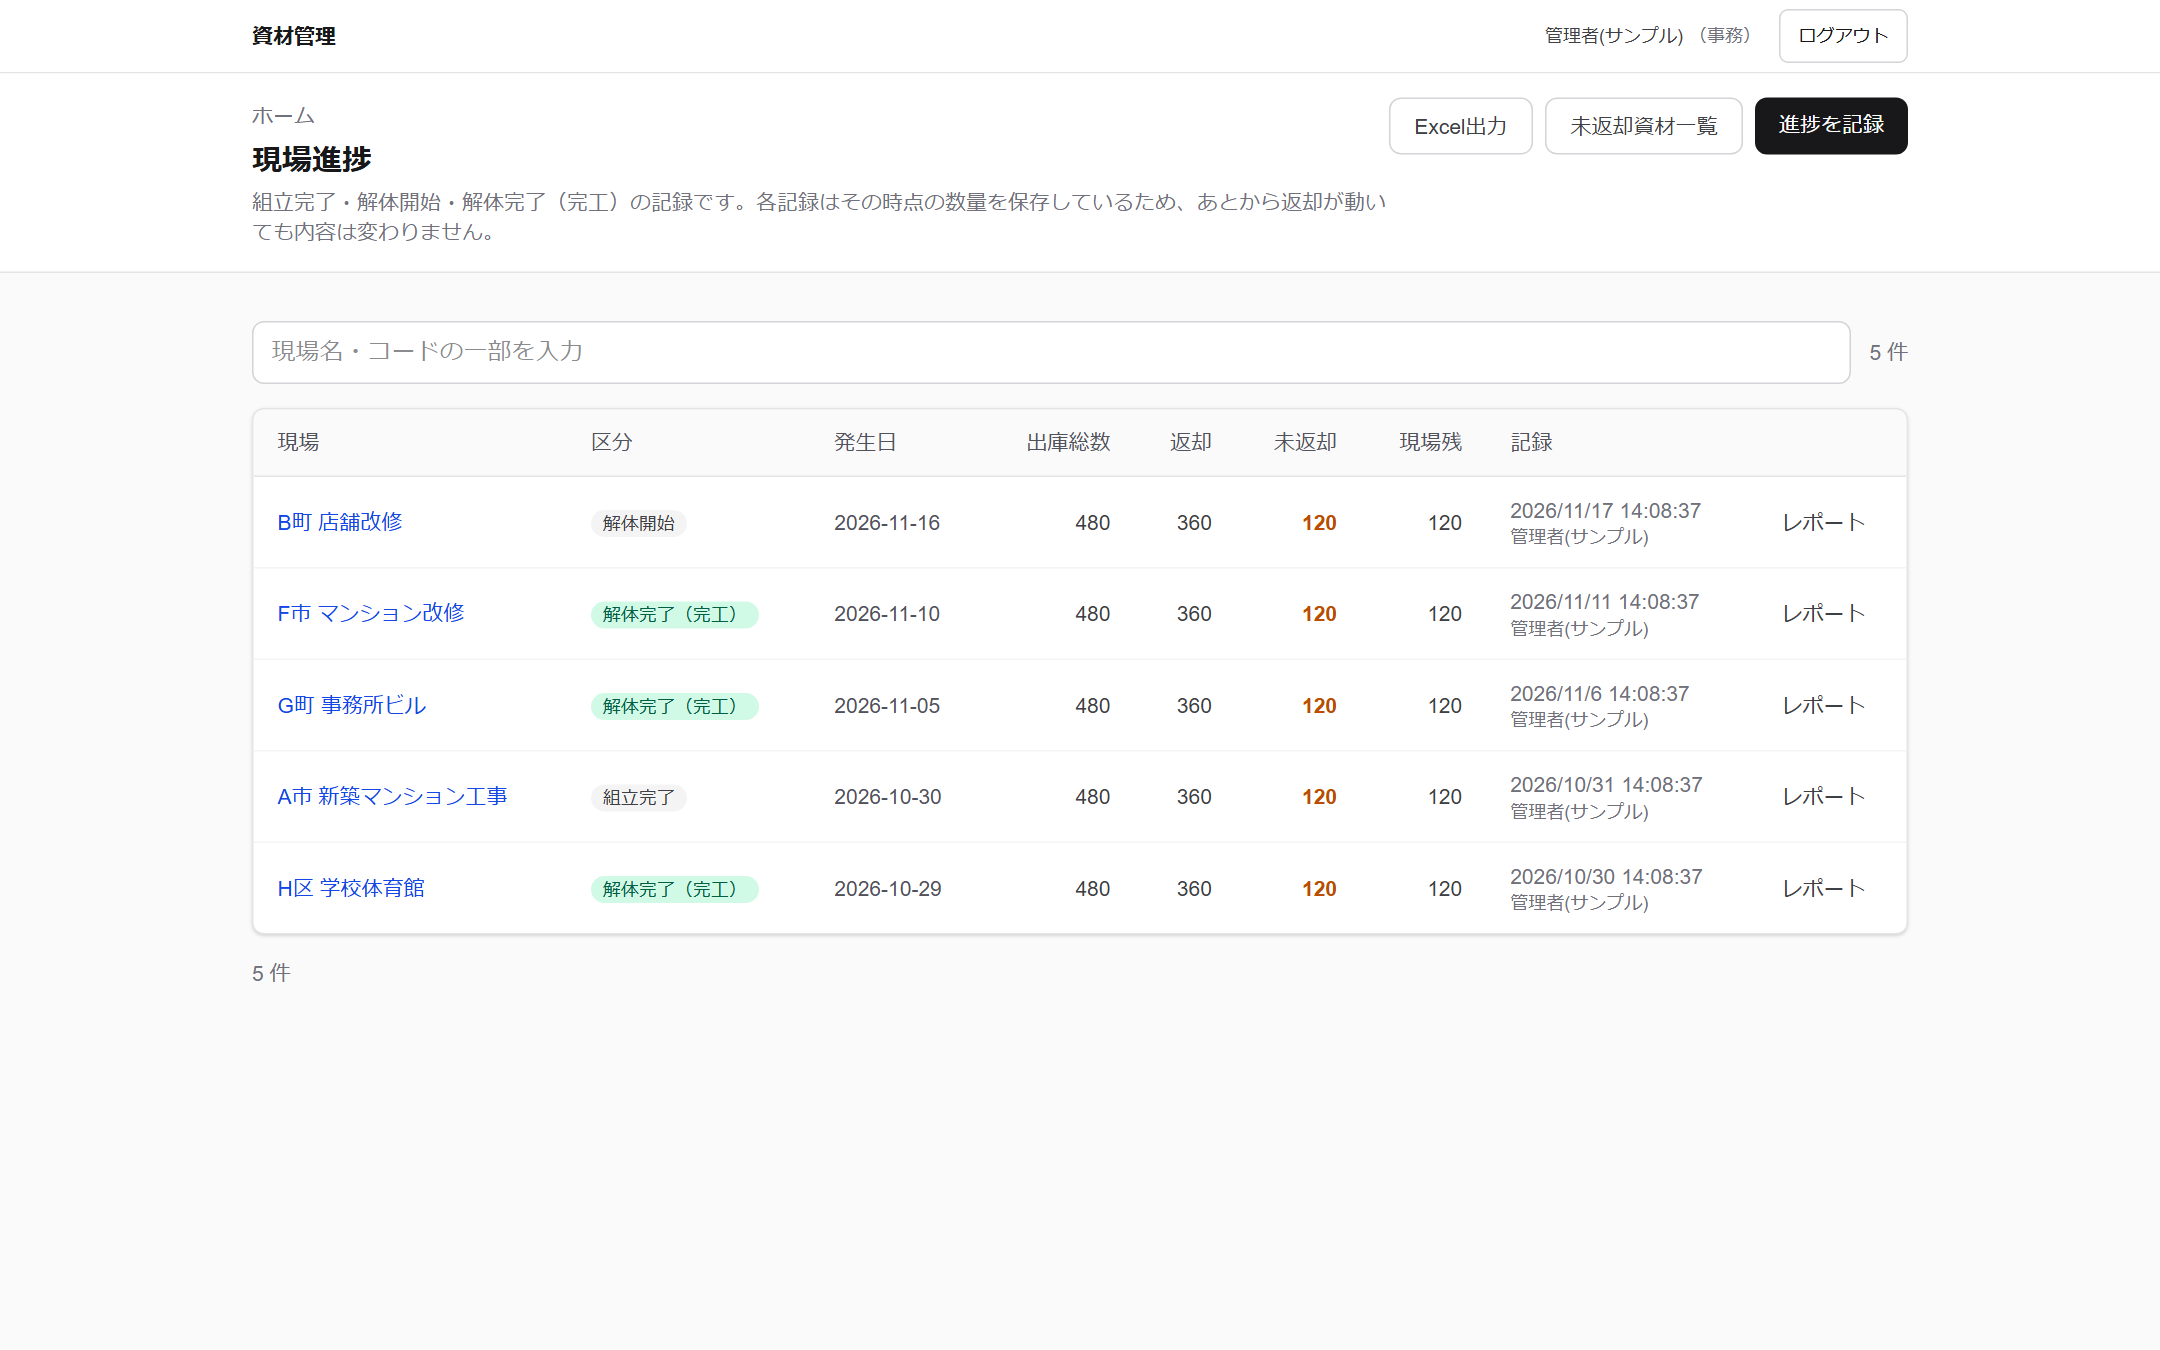 資材管理
管理者(サンプル)（事務）
ログアウト
ホーム
現場進捗
Excel出力
未返却資材一覧
進捗を記録
組立完了・解体開始・解体完了（完工）の記録です。各記録はその時点の数量を保存しているため、あとから返却が動い
ても内容は変わりません。
現場名・コードの一部を入力
5 件
現場 区分 発生日 出庫総数 返却 未返却 現場残 記録
B町 店舗改修 解体開始 2026-11-16 480 360 120 120 2026/11/17 14:08:37 レポート
管理者(サンプル)
F市 マンション改修 解体完了（完工） 2026-11-10 480 360 120 120 2026/11/11 14:08:37 レポート
管理者(サンプル)
G町 事務所ビル 解体完了（完工） 2026-11-05 480 360 120 120 2026/11/6 14:08:37 レポート
管理者(サンプル)
A市 新築マンション工事 組立完了 2026-10-30 480 360 120 120 2026/10/31 14:08:37 レポート
管理者(サンプル)
H区 学校体育館 解体完了（完工） 2026-10-29 480 360 120 120 2026/10/30 14:08:37 レポート
管理者(サンプル)
5 件